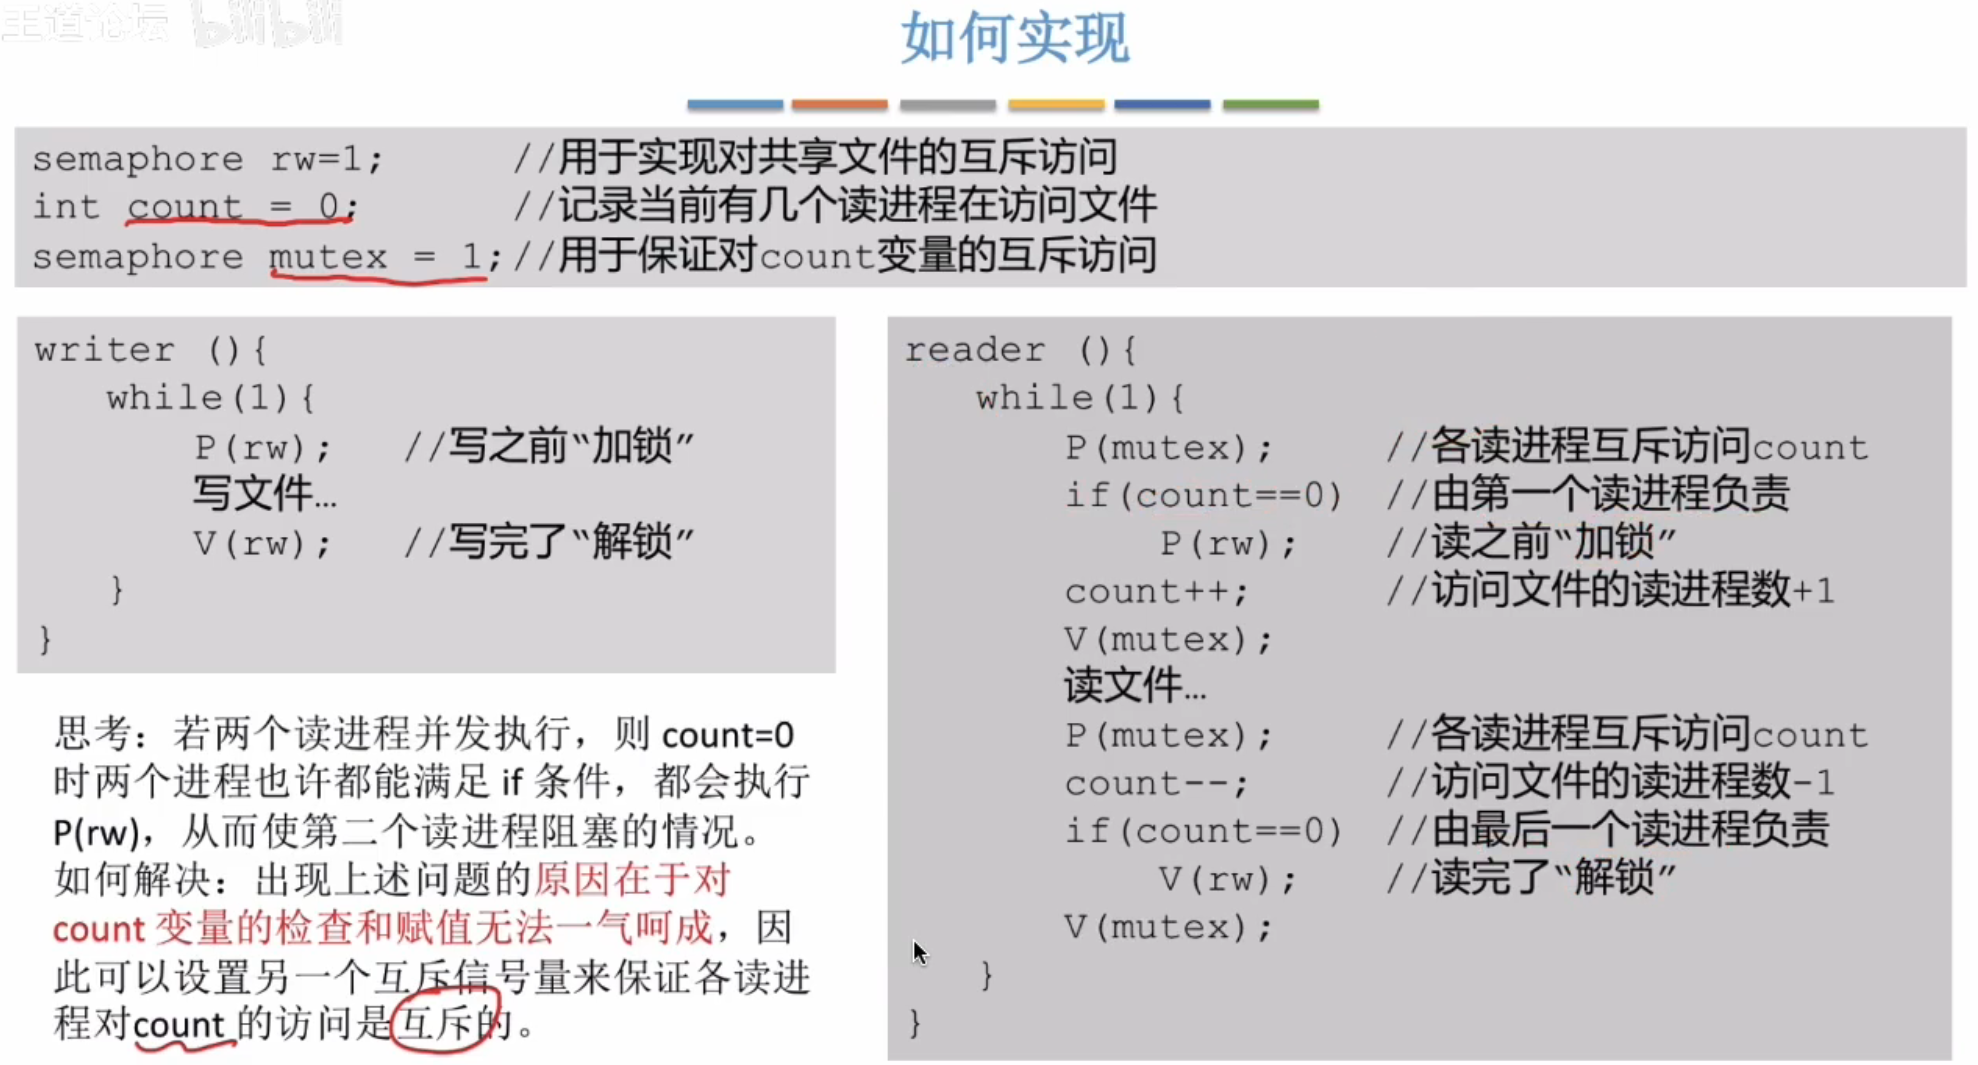 王道论坛 bilibili
如何实现
semaphore rw=1; //用于实现对共享文件的互斥访问
int count = 0; //记录当前有几个读进程在访问文件
semaphore mutex = 1;//用于保证对count变量的互斥访问
writer (){
while(1){
P(rw); //写之前“加锁”
写文件…
V(rw); //写完了“解锁”
}
}
思考：若两个读进程并发执行，则 count=0
时两个进程也许都能满足 if 条件，都会执行
P(rw)，从而使第二个读进程阻塞的情况。
如何解决：出现上述问题的原因在于对
count 变量的检查和赋值无法一气呵成，因
此可以设置另一个互斥信号量来保证各读进
程对count 的访问是互斥的。
reader (){
while(1){
P(mutex); //各读进程互斥访问count
if(count==0) //由第一个读进程负责
P(rw); //读之前“加锁”
count++; //访问文件的读进程数+1
V(mutex);
读文件…
P(mutex); //各读进程互斥访问count
count--; //访问文件的读进程数-1
if(count==0) //由最后一个读进程负责
V(rw); //读完了“解锁”
V(mutex);
}
}